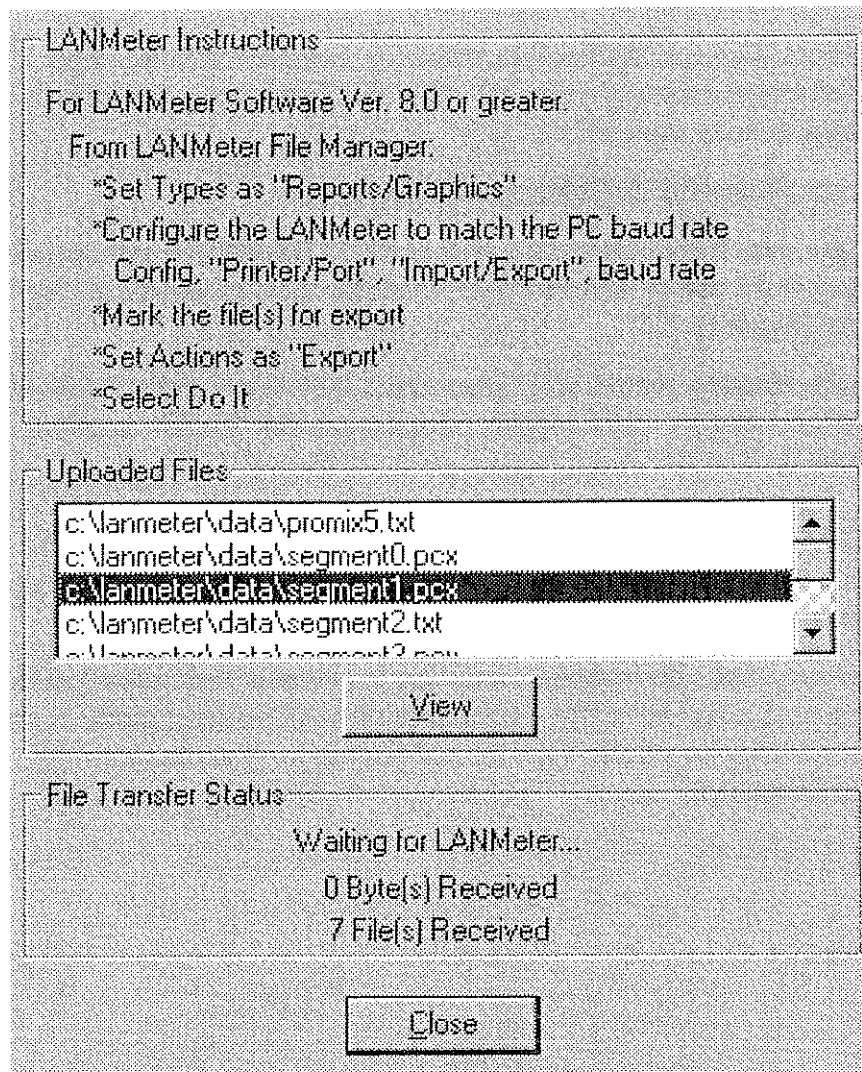 LANMeter Instructions
For LANMeter Software Ver. 8.0 or greater.
From LANMeter File Manager:
*Set Types as "Reports/Graphics"
*Configure the LANMeter to match the PC baud rate
Config, "Printer/Port", "Import/Export", baud rate
*Mark the file(s) for export
*Set Actions as "Export"
*Select Do It
Uploaded Files
c:\lanmeter\data\promix5.txt
c:\lanmeter\data\segment0.pcx
c:\lanmeter\data\segment1.pcx
c:\lanmeter\data\segment2.txt
View
File Transfer Status
Waiting for LANMeter...
0 Byte(s) Received
7 File(s) Received
Close